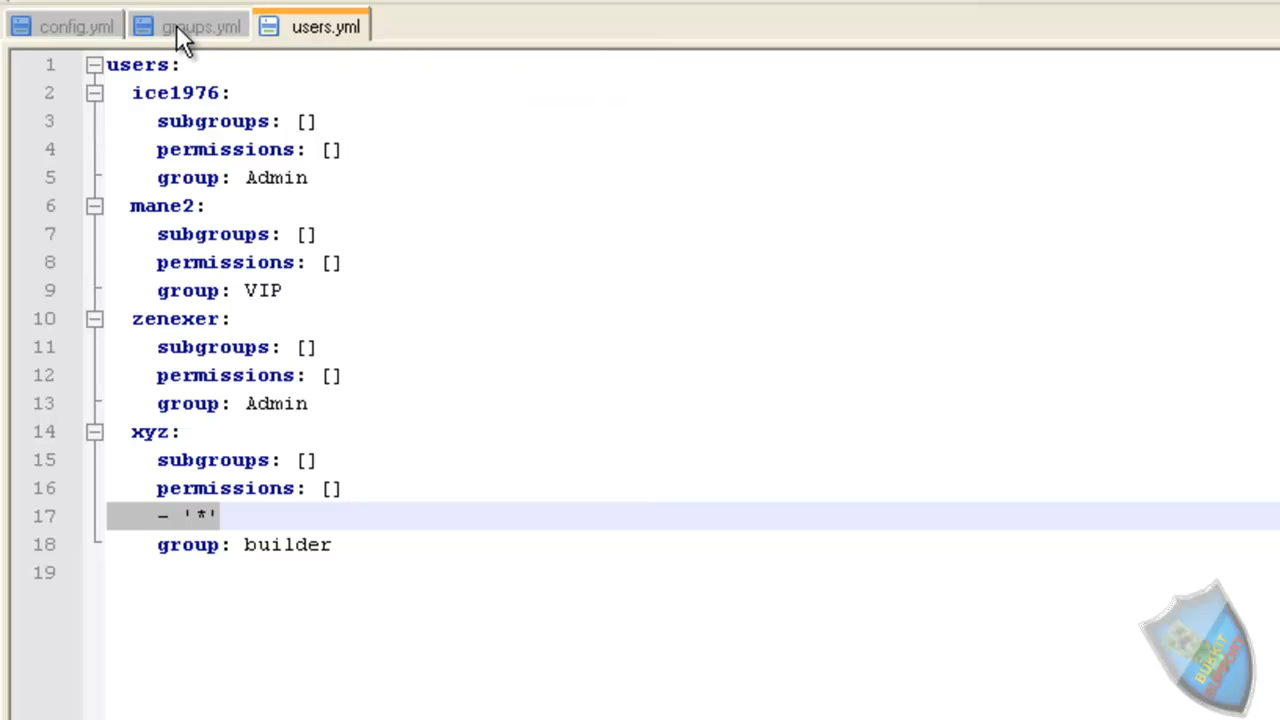 config.yml groups.yml users.yml
1 users:
2 ice1976:
3 subgroups: []
4 permissions: []
5 group: Admin
6 mane2:
7 subgroups: []
8 permissions: []
9 group: VIP
10 zenexer:
11 subgroups: []
12 permissions: []
13 group: Admin
14 xyz:
15 subgroups: []
16 permissions: []
17 - '*'
18 group: builder
19
BUKKIT
SUPPORT